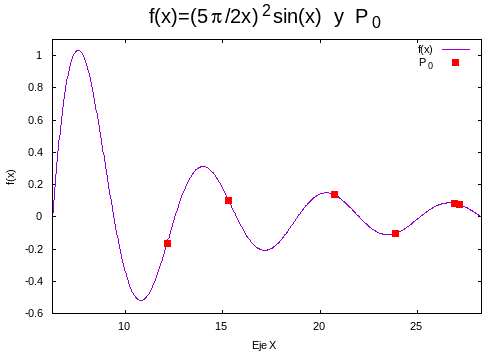 f(x)=(5π/2x)²sin(x) y P₀
f(x)
P₀
1
0.8
0.6
0.4
0.2
0
-0.2
-0.4
-0.6
f(x)
10 15 20 25
Eje X